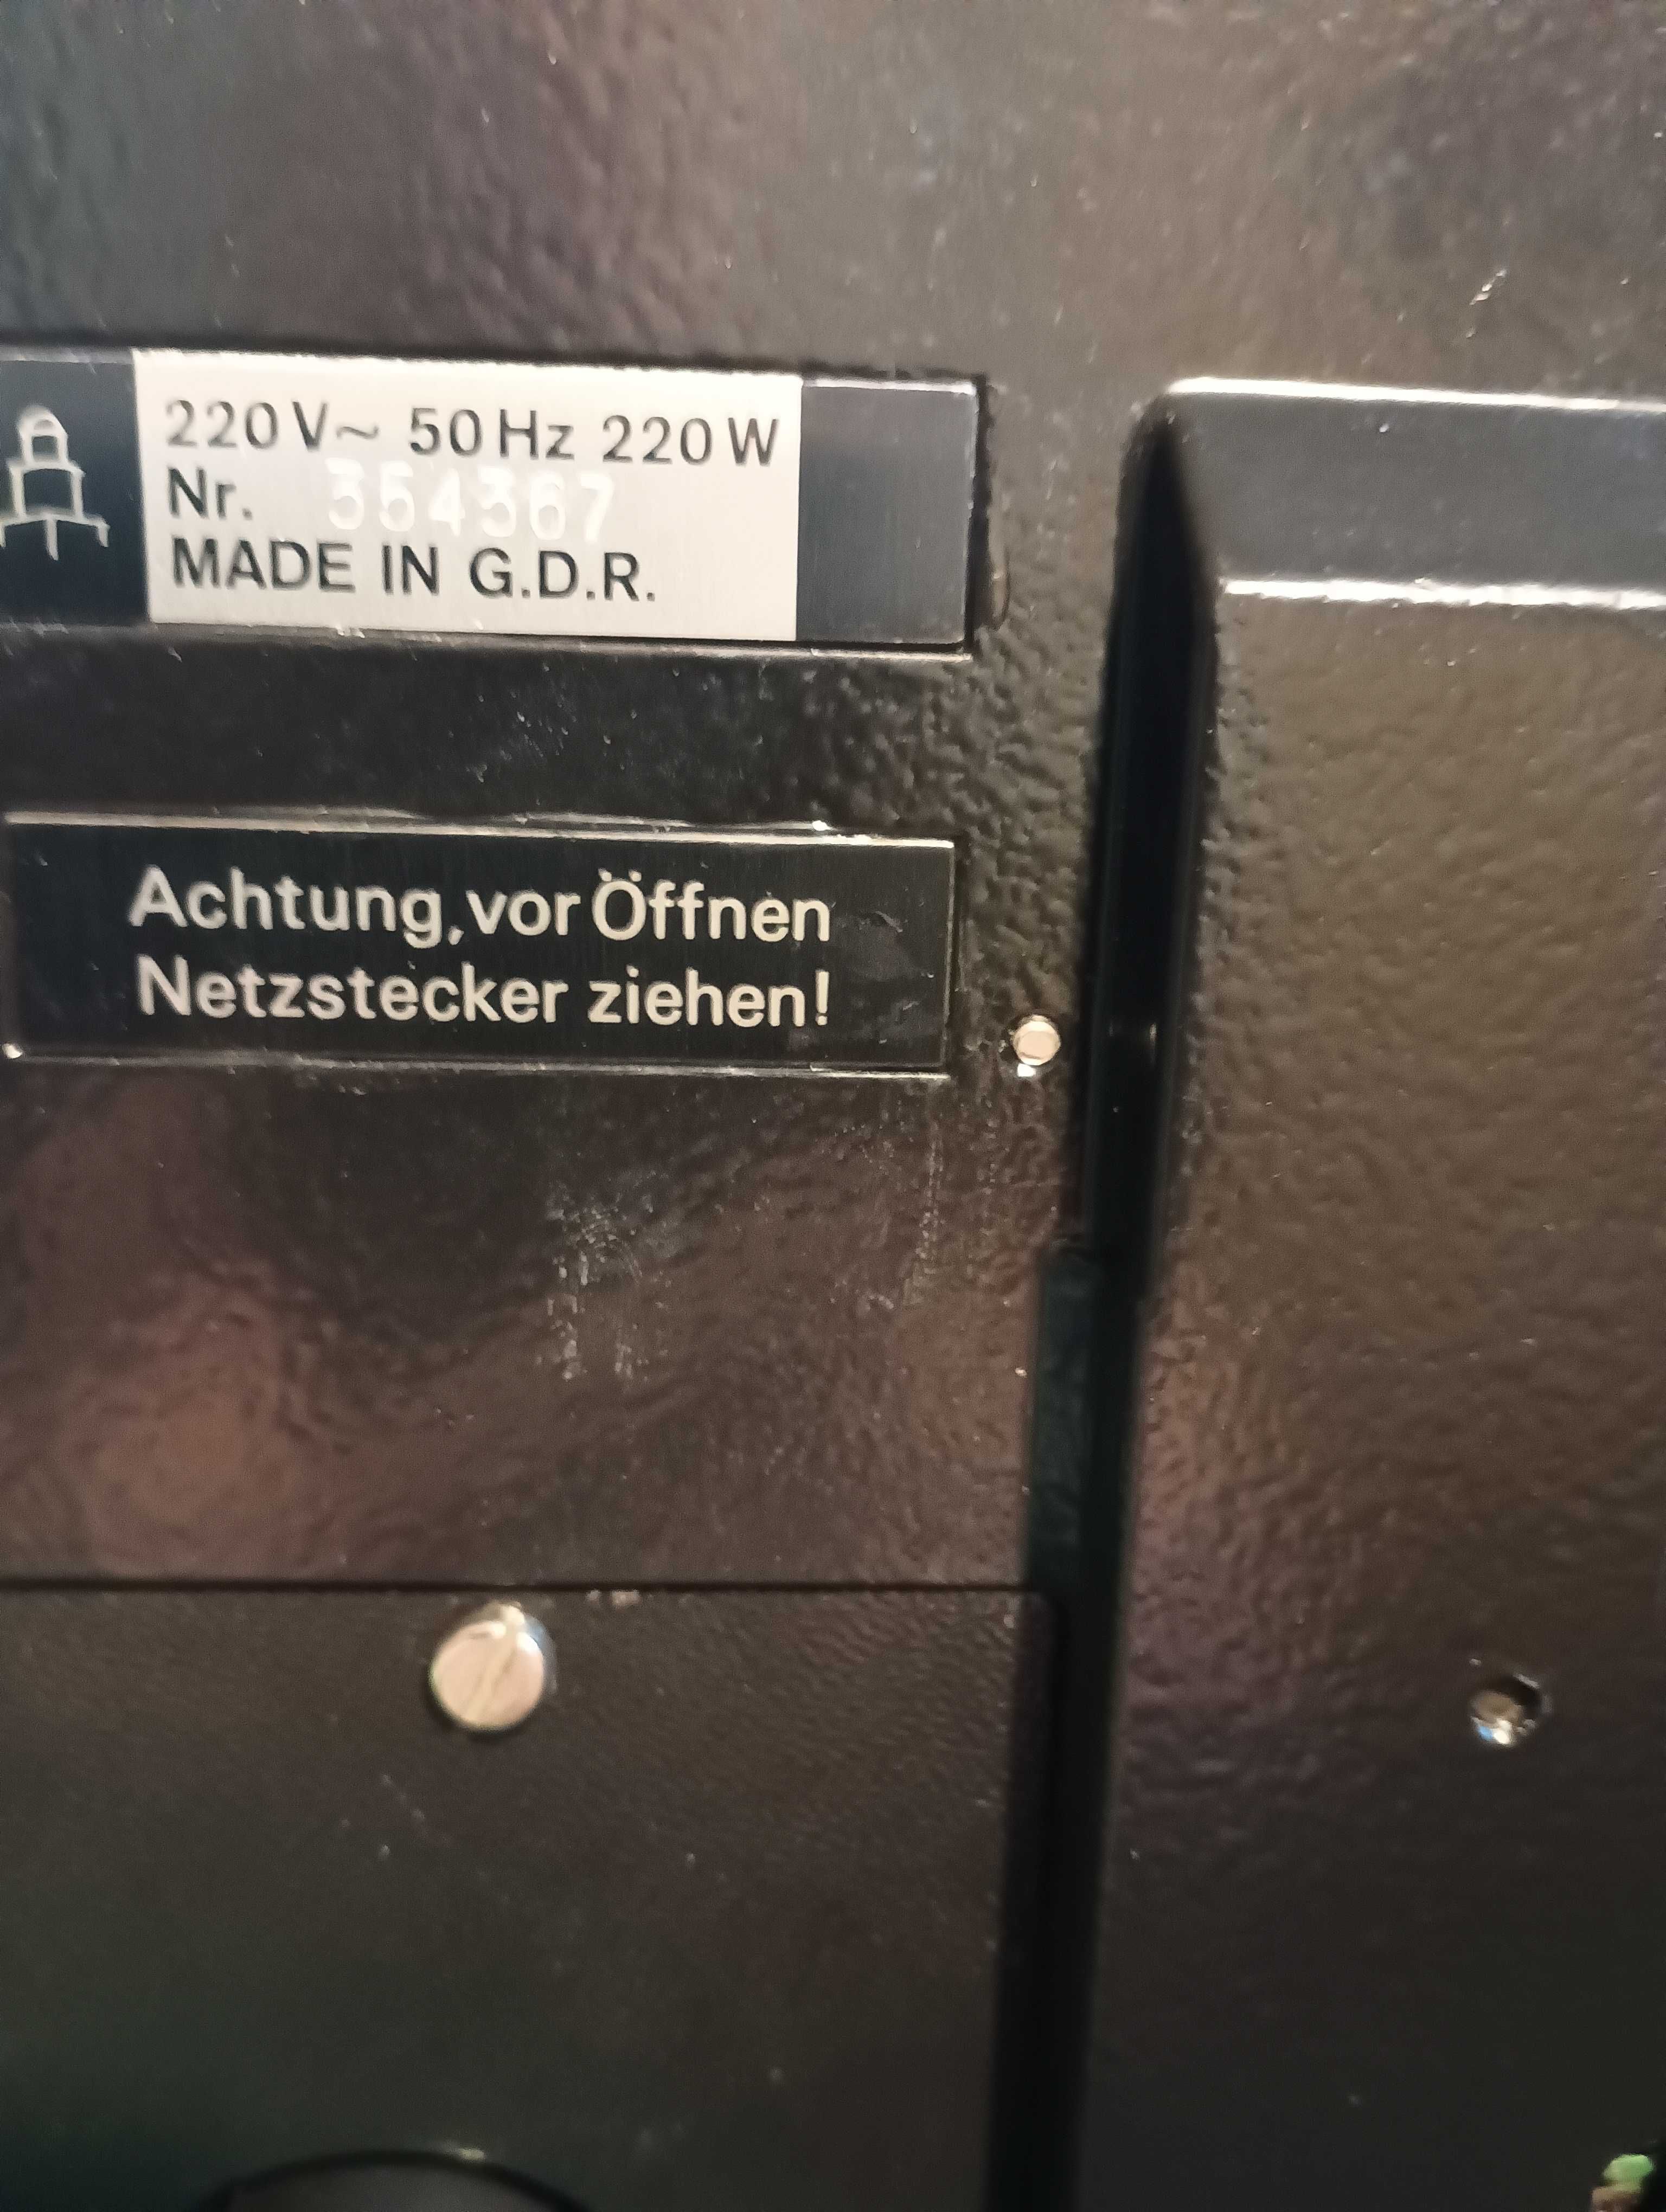 220 V~ 50 Hz 220 W
Nr. 354367
MADE IN G.D.R.
Achtung, vor Öffnen
Netzstecker ziehen!